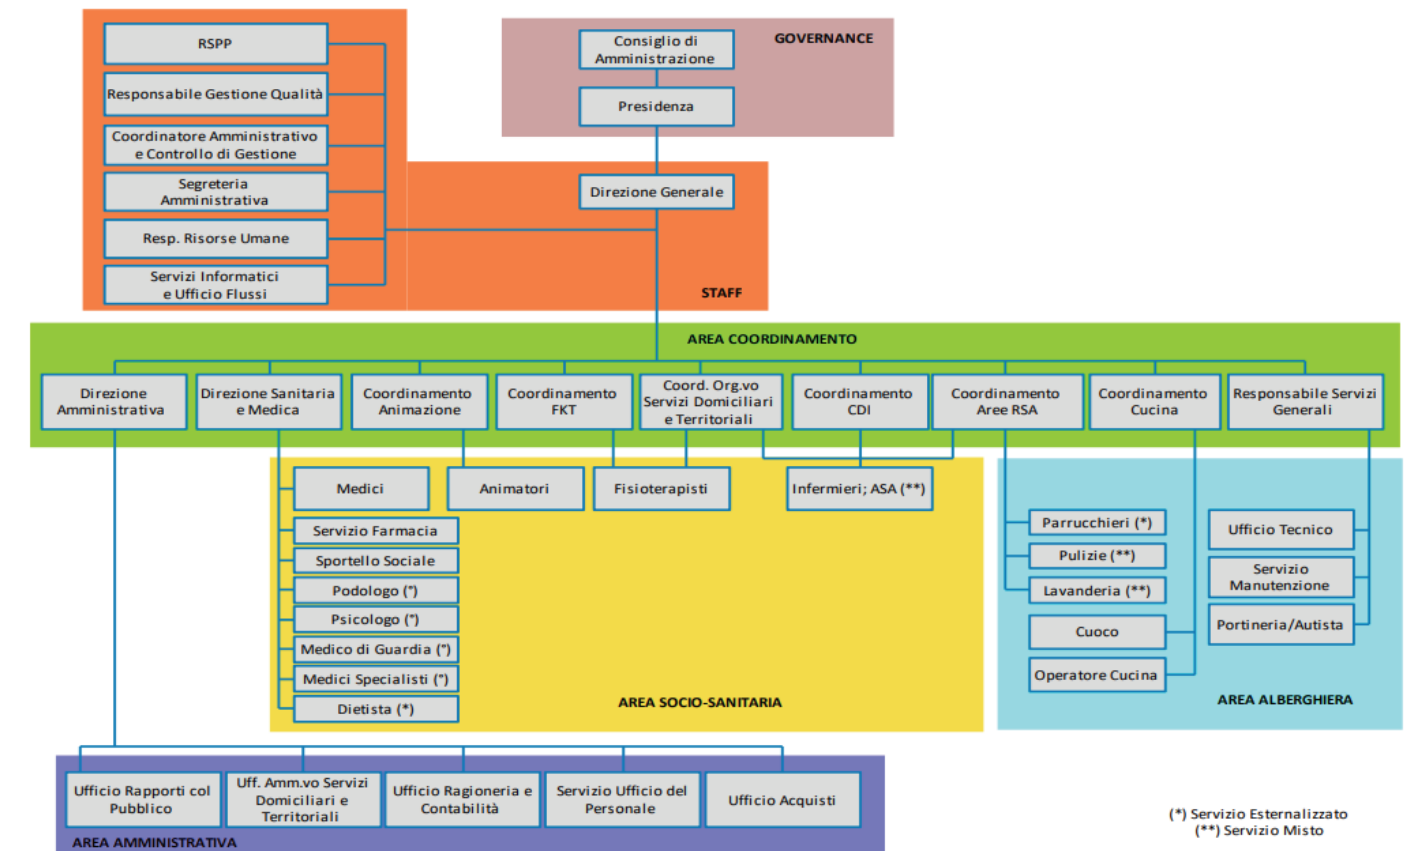 RSPP
Responsabile Gestione Qualità
Coordinatore Amministrativo
e Controllo di Gestione
Segreteria
Amministrativa
Resp. Risorse Umane
Servizi Informatici
e Ufficio Flussi
GOVERNANCE
Consiglio di
Amministrazione
Presidenza
Direzione Generale
STAFF
AREA COORDINAMENTO
Direzione
Amministrativa
Direzione Sanitaria
e Medica
Coordinamento
Animazione
Coordinamento
FKT
Coord. Org.vo
Servizi Domiciliari
e Territoriali
Coordinamento
CDI
Coordinamento
Aree RSA
Coordinamento
Cucina
Responsabile Servizi
Generali
Medici
Animatori
Fisioterapisti
Infermieri; ASA (**)
Servizio Farmacia
Sportello Sociale
Podologo (*)
Psicologo (*)
Medico di Guardia (*)
Medici Specialisti (*)
Dietista (*)
AREA SOCIO-SANITARIA
Parrucchieri (*)
Pulizie (**)
Lavanderia (**)
Cuoco
Operatore Cucina
Ufficio Tecnico
Servizio
Manutenzione
Portineria/Autista
AREA ALBERGHIERA
Ufficio Rapporti col
Pubblico
Uff. Amm.vo Servizi
Domiciliari e
Territoriali
Ufficio Ragioneria e
Contabilità
Servizio Ufficio del
Personale
Ufficio Acquisti
AREA AMMINISTRATIVA
(*) Servizio Esternalizzato
(**) Servizio Misto